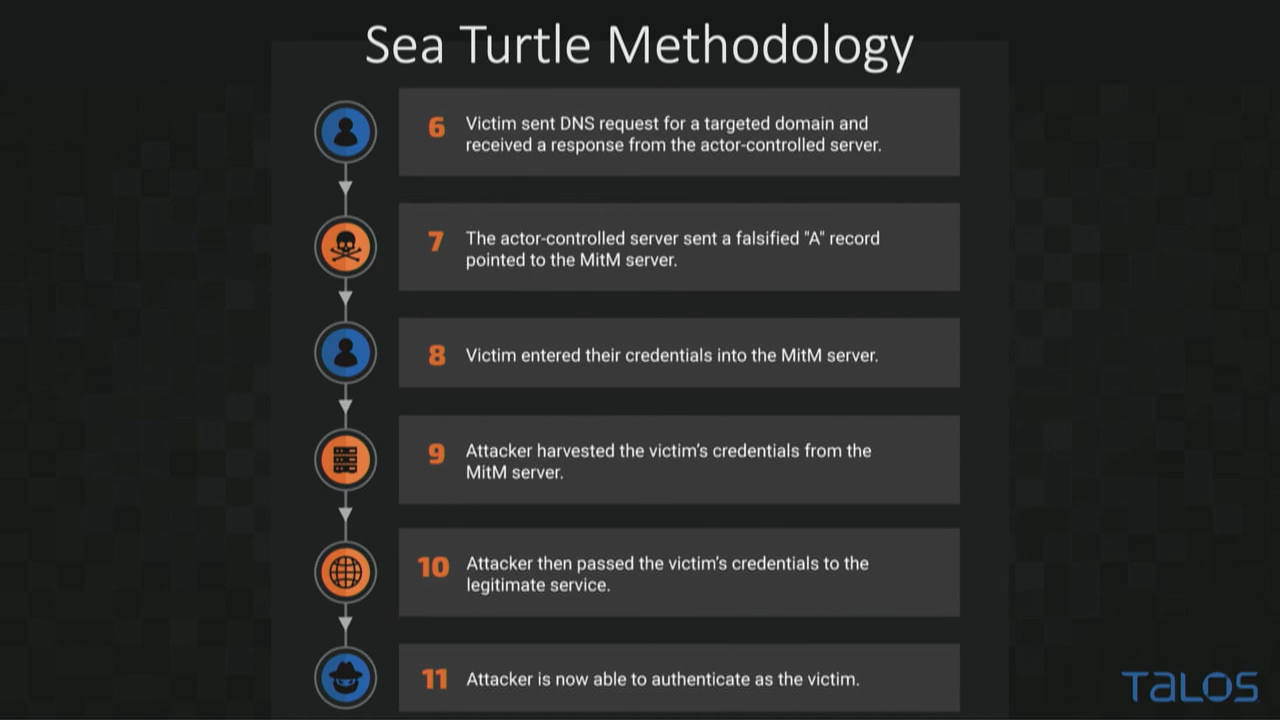 Sea Turtle Methodology
6
Victim sent DNS request for a targeted domain and
received a response from the actor-controlled server.
7
The actor-controlled server sent a falsified "A" record
pointed to the MitM server.
8
Victim entered their credentials into the MitM server.
9
Attacker harvested the victim's credentials from the
MitM server.
10
Attacker then passed the victim's credentials to the
legitimate service.
11
Attacker is now able to authenticate as the victim.
TALOS